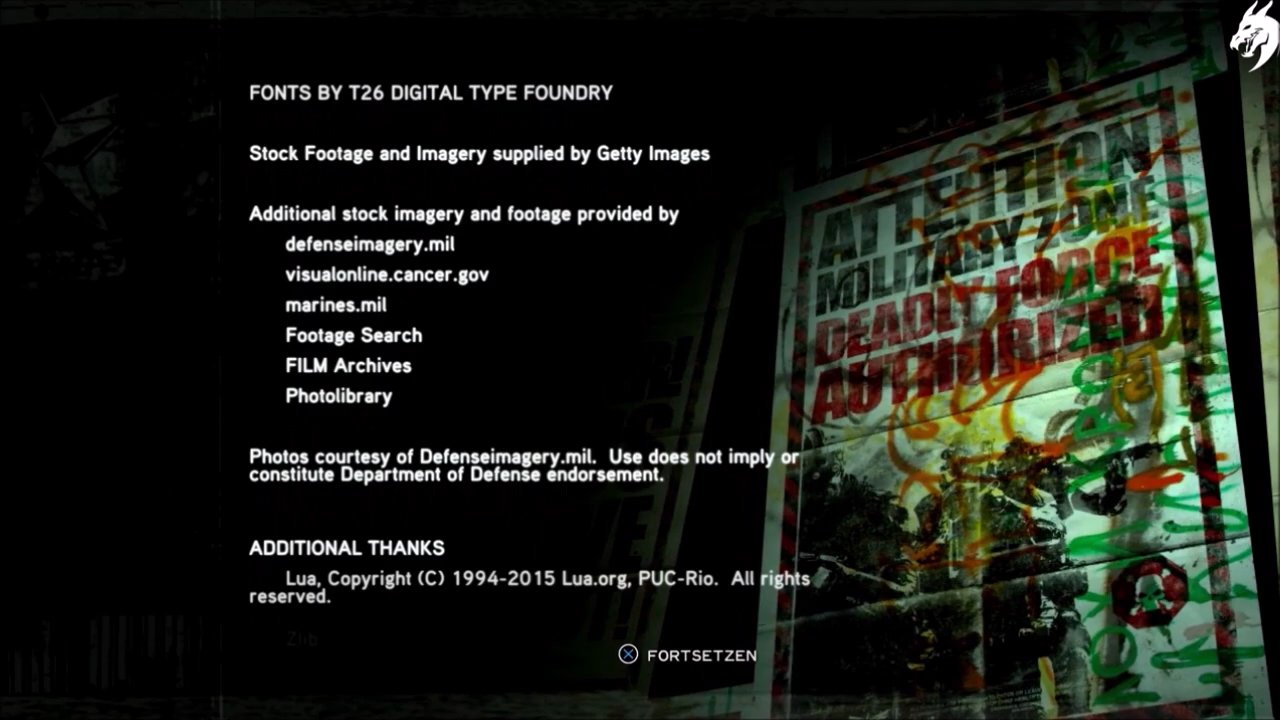 FONTS BY T26 DIGITAL TYPE FOUNDRY
Stock Footage and Imagery supplied by Getty Images
Additional stock imagery and footage provided by
defenseimagery.mil
visualonline.cancer.gov
marines.mil
Footage Search
FILM Archives
Photolibrary
Photos courtesy of Defenseimagery.mil.  Use does not imply or
constitute Department of Defense endorsement.
ADDITIONAL THANKS
Lua, Copyright (C) 1994-2015 Lua.org, PUC-Rio.  All rights
reserved.
Zlib
FORTSETZEN
ATTENTION
MILITARY ZONE
DEADLY FORCE
AUTHORIZED